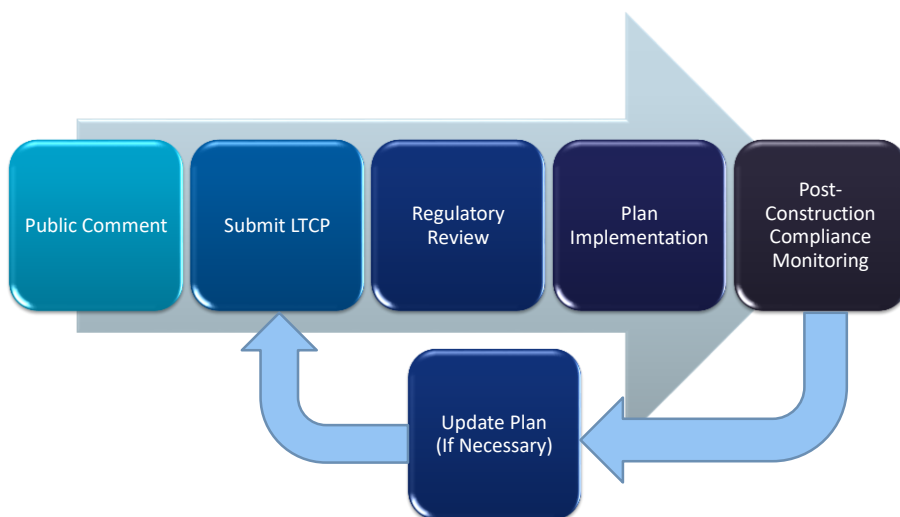 Public Comment
Submit LTCP
Regulatory
Review
Plan
Implementation
Post-
Construction
Compliance
Monitoring
Update Plan
(If Necessary)